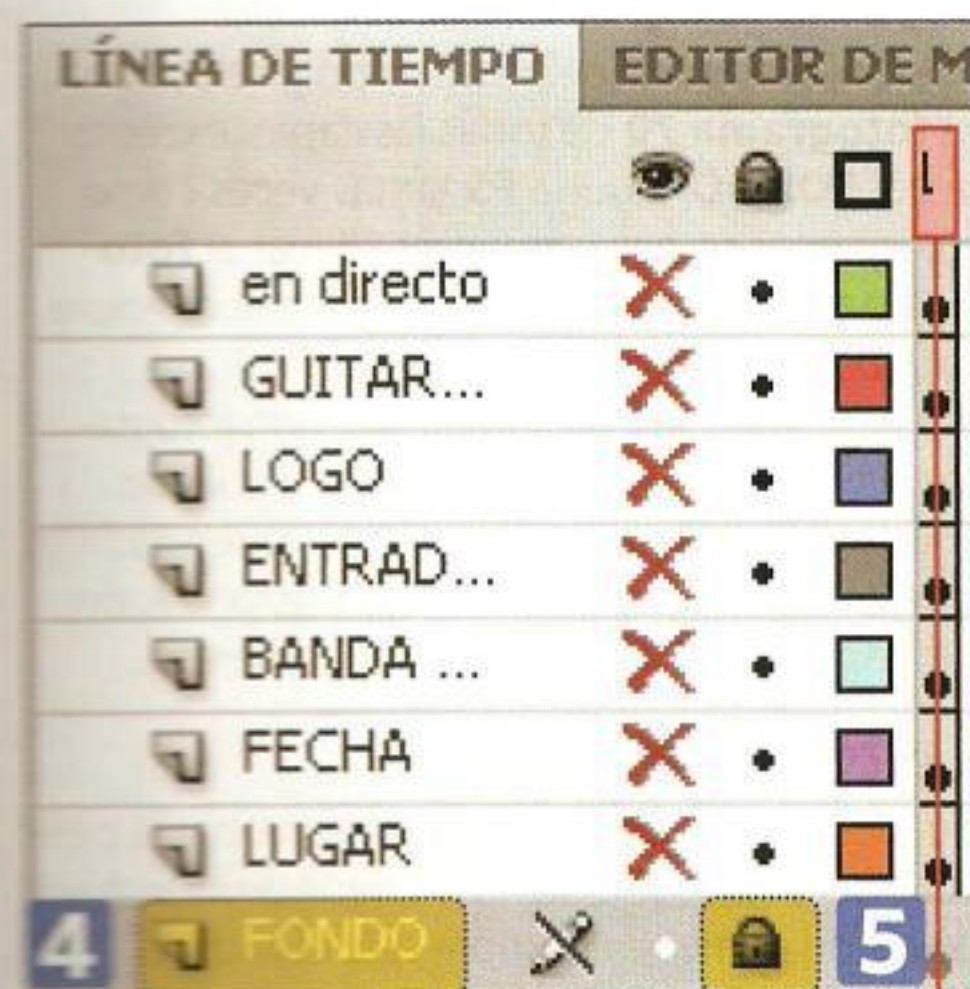 LÍNEA DE TIEMPO EDITOR DE M
en directo
GUITAR...
LOGO
ENTRAD...
BANDA ...
FECHA
LUGAR
4 FONDO 5